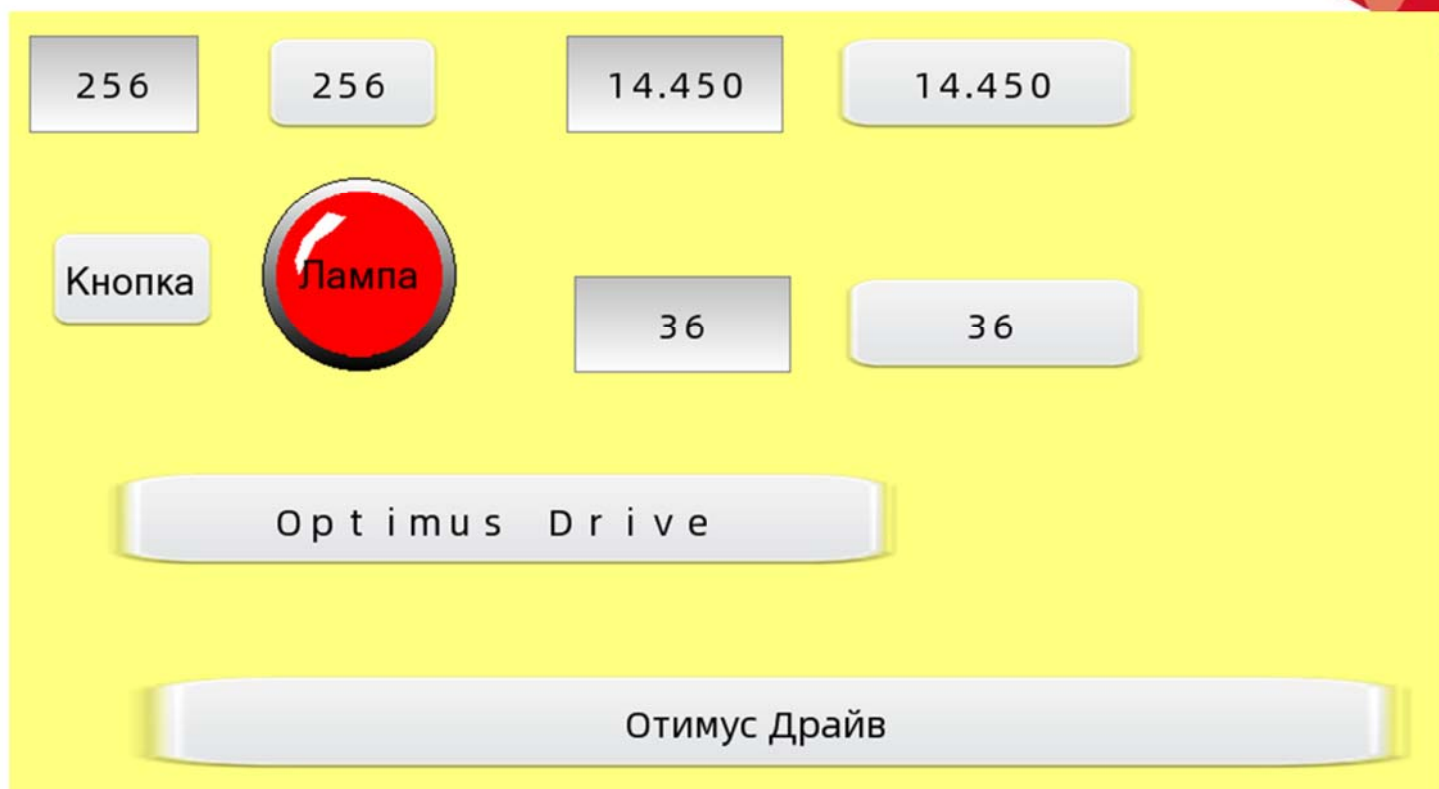 256 256 14.450 14.450
Кнопка Лампа
36 36
Optimus Drive
Отимус Драйв